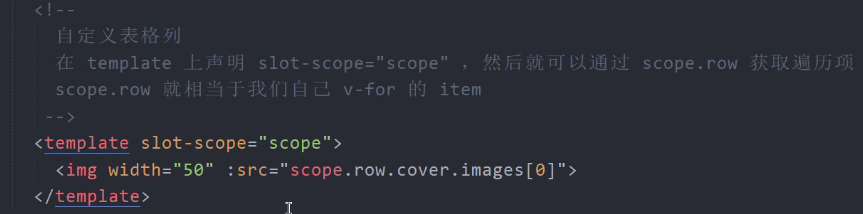 <!--
自定义表格列
在 template 上声明 slot-scope="scope" ，然后就可以通过 scope.row 获取遍历项
scope.row 就相当于我们自己 v-for 的 item
-->
<template slot-scope="scope">
<img width="50" :src="scope.row.cover.images[0]">
</template>